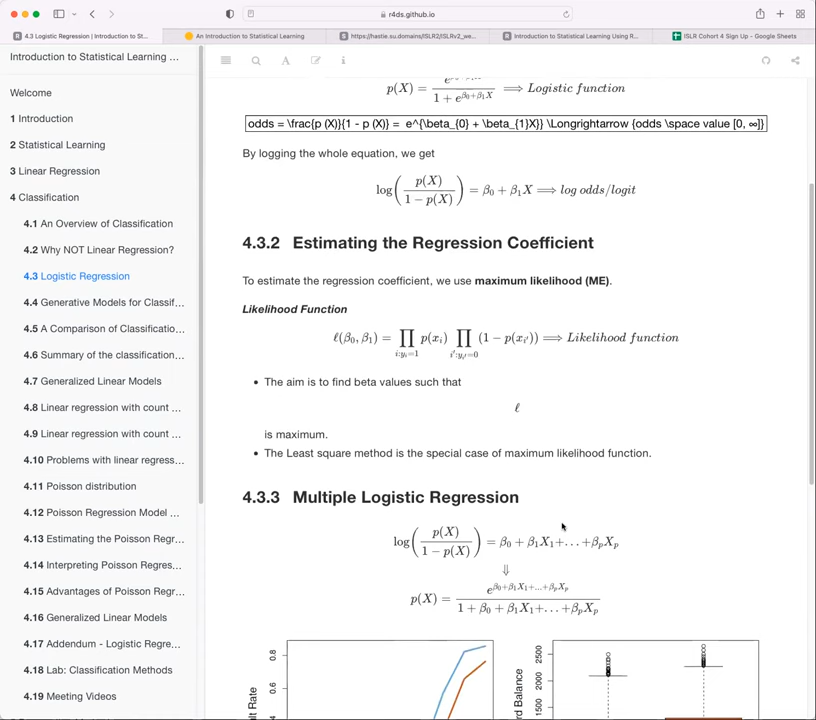 r4ds.github.io
4.3 Logistic Regression | Introduction to St...
An Introduction to Statistical Learning
https://hastie.su.domains/ISLR2/ISLRv2_we...
Introduction to Statistical Learning Using R...
ISLR Cohort 4 Sign Up - Google Sheets
Introduction to Statistical Learning ...
Welcome
1 Introduction
2 Statistical Learning
3 Linear Regression
4 Classification
4.1 An Overview of Classification
4.2 Why NOT Linear Regression?
4.3 Logistic Regression
4.4 Generative Models for Classif...
4.5 A Comparison of Classificatio...
4.6 Summary of the classification...
4.7 Generalized Linear Models
4.8 Linear regression with count ...
4.9 Linear regression with count ...
4.10 Problems with linear regress...
4.11 Poisson distribution
4.12 Poisson Regression Model ...
4.13 Estimating the Poisson Regr...
4.14 Interpreting Poisson Regres...
4.15 Advantages of Poisson Regr...
4.16 Generalized Linear Models
4.17 Addendum - Logistic Regre...
4.18 Lab: Classification Methods
4.19 Meeting Videos
p(X) = e^{β₀+β₁X} / (1 + e^{β₀+β₁X}) ⟹ Logistic function
odds = \frac{p (X)}{1 - p (X)} = e^{\beta_{0} + \beta_{1}X}} \Longrightarrow {odds \space value [0, ∞]}
By logging the whole equation, we get
log(p(X) / (1 − p(X))) = β₀ + β₁X ⟹ log odds/logit
4.3.2 Estimating the Regression Coefficient
To estimate the regression coefficient, we use maximum likelihood (ME).
Likelihood Function
ℓ(β₀, β₁) = ∏_{i:yᵢ=1} p(xᵢ) ∏_{i′:yᵢ′=0} (1 − p(xᵢ′)) ⟹ Likelihood function
• The aim is to find beta values such that
ℓ
is maximum.
• The Least square method is the special case of maximum likelihood function.
4.3.3 Multiple Logistic Regression
log(p(X) / (1 − p(X))) = β₀ + β₁X₁+...+βₚXₚ
⇓
p(X) = e^{β₀+β₁X₁+...+βₚXₚ} / (1 + β₀ + β₁X₁+...+βₚXₚ)
0.8
0.6
lt Rate
2500
2000
1500
rd Balance